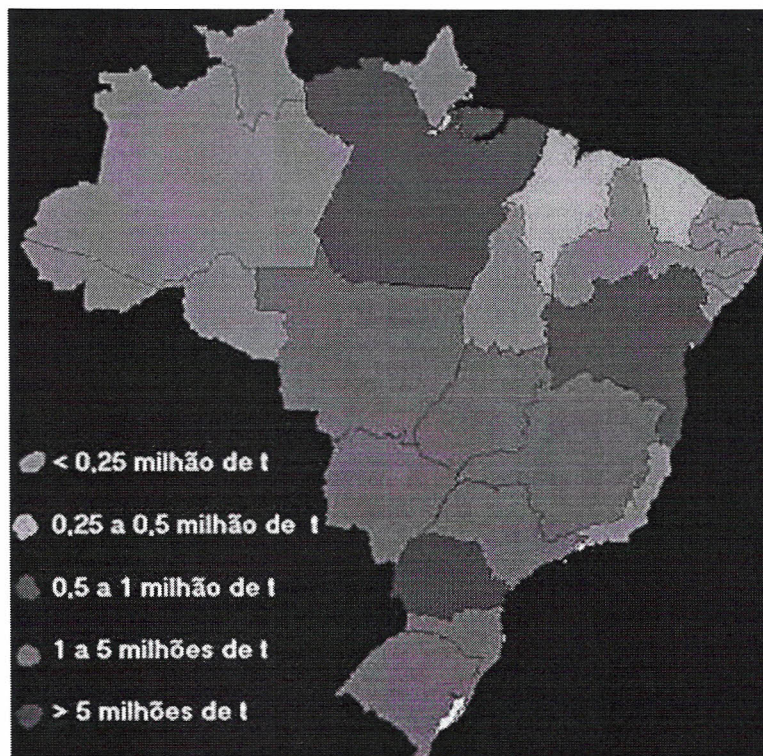 < 0,25 milhão de t
0,25 a 0,5 milhão de t
0,5 a 1 milhão de t
1 a 5 milhões de t
> 5 milhões de t